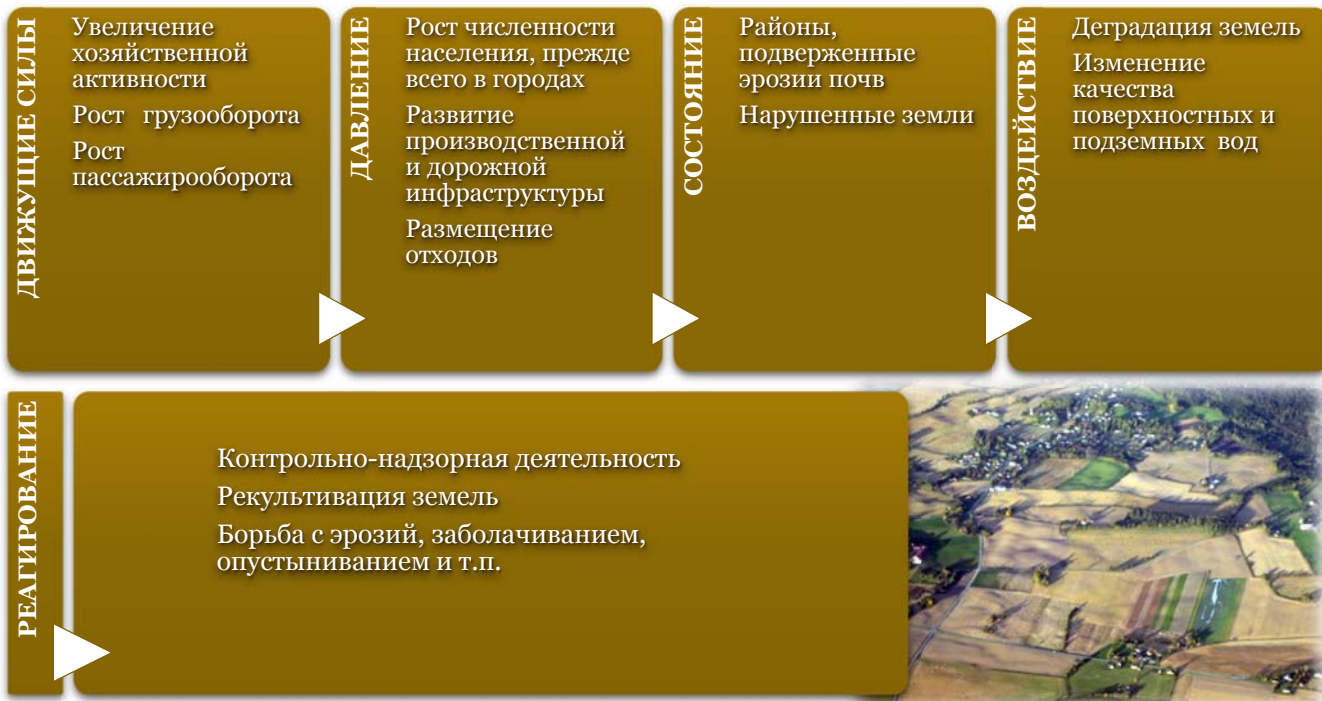 ДВИЖУЩИЕ СИЛЫ
Увеличение
хозяйственной
активности
Рост грузооборота
Рост
пассажирооборота
ДАВЛЕНИЕ
Рост численности
населения, прежде
всего в городах
Развитие
производственной
и дорожной
инфраструктуры
Размещение
отходов
СОСТОЯНИЕ
Районы,
подверженные
эрозии почв
Нарушенные земли
ВОЗДЕЙСТВИЕ
Деградация земель
Изменение
качества
поверхностных и
подземных вод
РЕАГИРОВАНИЕ
Контрольно-надзорная деятельность
Рекультивация земель
Борьба с эрозий, заболачиванием,
опустыниванием и т.п.